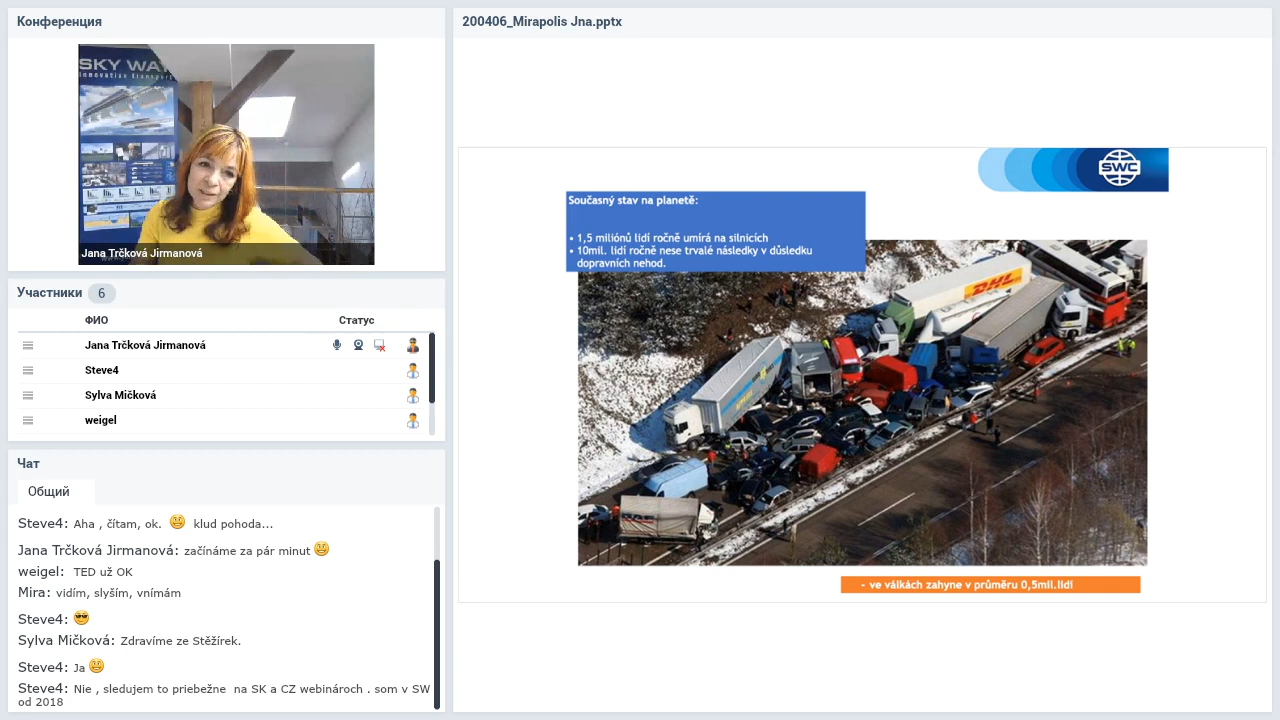 Конференция
SKY WAY
Innovation Transport
Jana Trčková Jirmanová
Участники 6
ФИО Статус
Jana Trčková Jirmanová
Steve4
Sylva Mičková
weigel
Чат
Общий
Steve4: Aha , čítam, ok. klud pohoda...
Jana Trčková Jirmanová: začínáme za pár minut
weigel: TED už OK
Mira: vidím, slyším, vnímám
Steve4:
Sylva Mičková: Zdravíme ze Stěžírek.
Steve4: Ja
Steve4: Nie , sledujem to priebežne na SK a CZ webinároch . som v SW
od 2018
200406_Mirapolis Jna.pptx
SWC
Současný stav na planetě:
• 1,5 miliónů lidí ročně umírá na silnicích
• 10mil. lidí ročně nese trvalé následky v důsledku
dopravních nehod.
DHL
- ve válkách zahyne v průměru 0,5mil.lidí